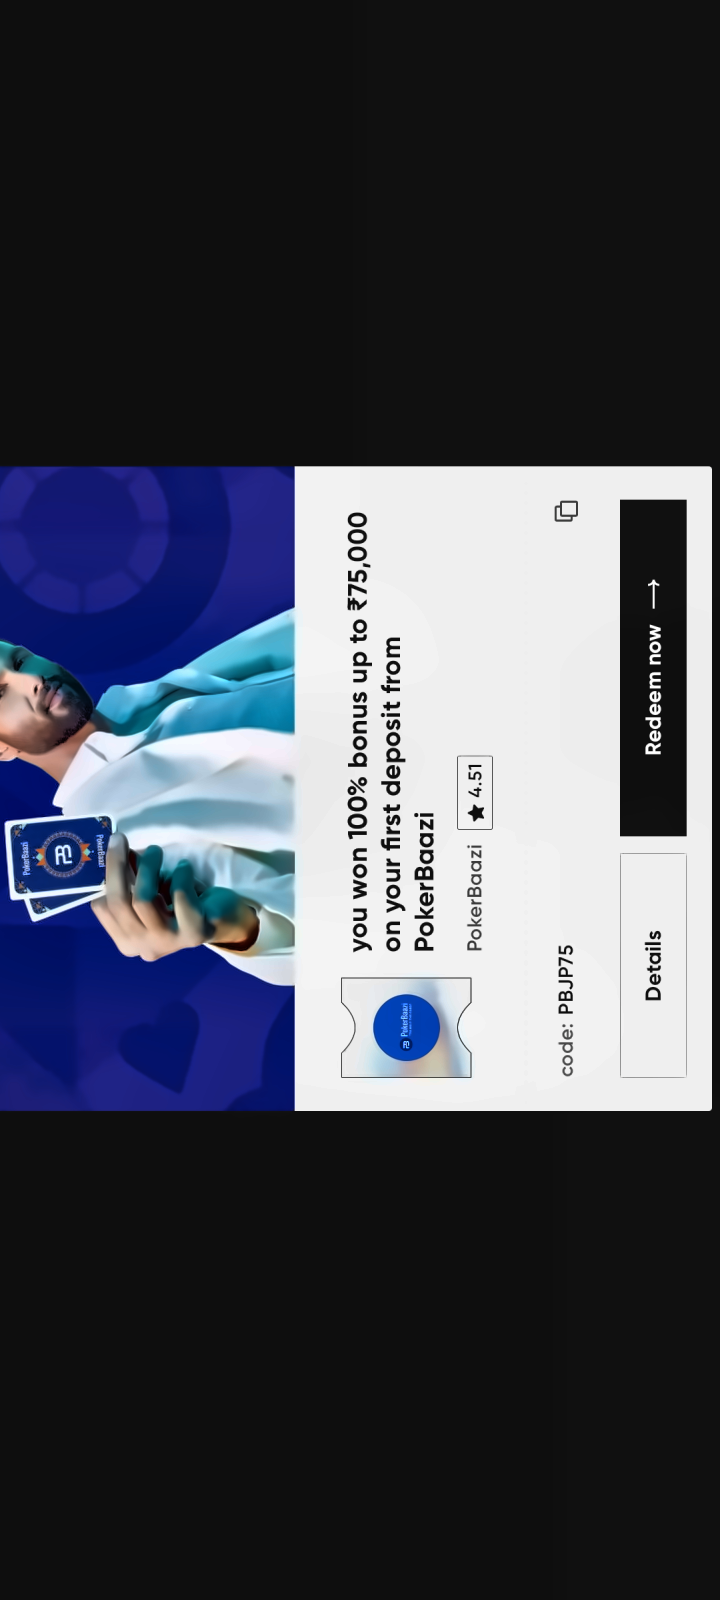 you won 100% bonus up to ₹75,000
on your first deposit from
PokerBaazi
PokerBaazi ★ 4.51
code: PBJP75
Details
Redeem now →
PokerBaazi
PokerBaazi
PokerBaazi